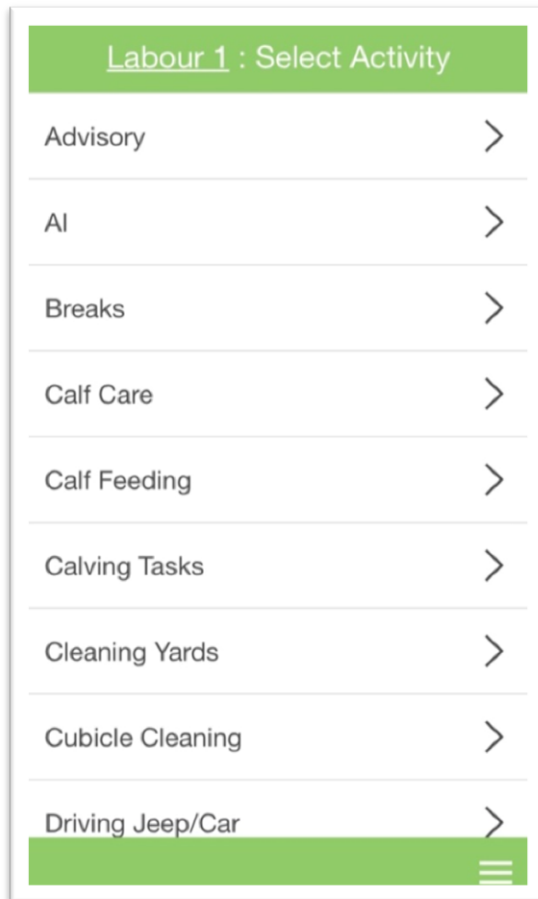 Labour 1 : Select Activity
Advisory
AI
Breaks
Calf Care
Calf Feeding
Calving Tasks
Cleaning Yards
Cubicle Cleaning
Driving Jeep/Car